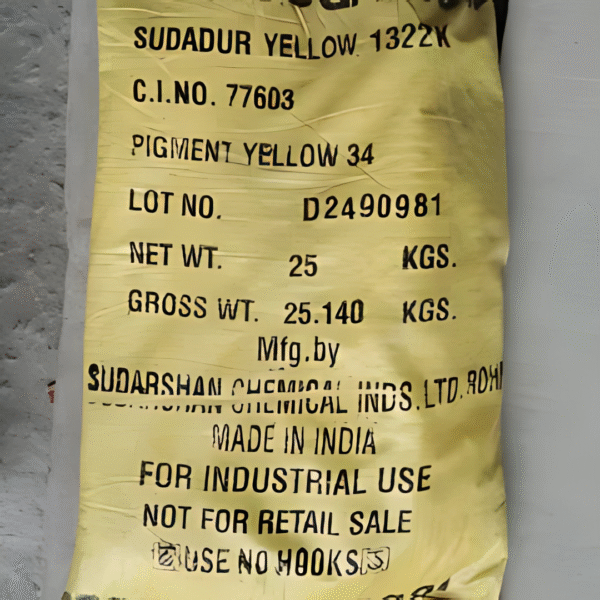 SUDADUR YELLOW 1322K
C.I.NO. 77603
PIGMENT YELLOW 34
LOT NO. D2490981
NET WT. 25 KGS.
GROSS WT. 25.140 KGS.
Mfg.by
SUDARSHAN CHEMICAL INDS.LTD.
MADE IN INDIA
FOR INDUSTRIAL USE
NOT FOR RETAIL SALE
USE NO HOOKS